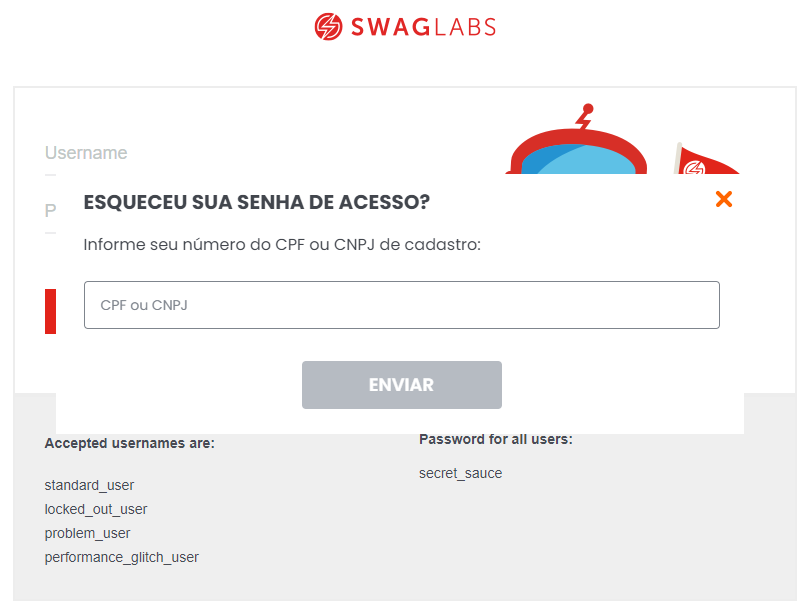 SWAGLABS
Username
P
ESQUECEU SUA SENHA DE ACESSO?
Informe seu número do CPF ou CNPJ de cadastro:
CPF ou CNPJ
ENVIAR
Accepted usernames are:
standard_user
locked_out_user
problem_user
performance_glitch_user
Password for all users:
secret_sauce